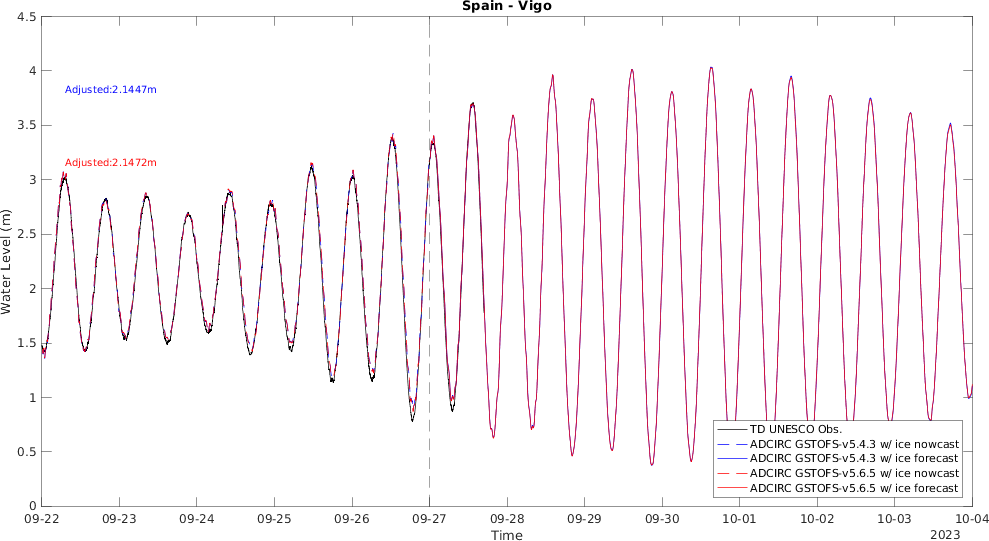 Spain - Vigo
4.5
4
3.5
3
2.5
2
1.5
1
0.5
0
Water Level (m)
Adjusted:2.1447m
Adjusted:2.1472m
TD UNESCO Obs.
ADCIRC GSTOFS-v5.4.3 w/ ice nowcast
ADCIRC GSTOFS-v5.4.3 w/ ice forecast
ADCIRC GSTOFS-v5.6.5 w/ ice nowcast
ADCIRC GSTOFS-v5.6.5 w/ ice forecast
09-22 09-23 09-24 09-25 09-26 09-27 09-28 09-29 09-30 10-01 10-02 10-03 10-04
Time
2023